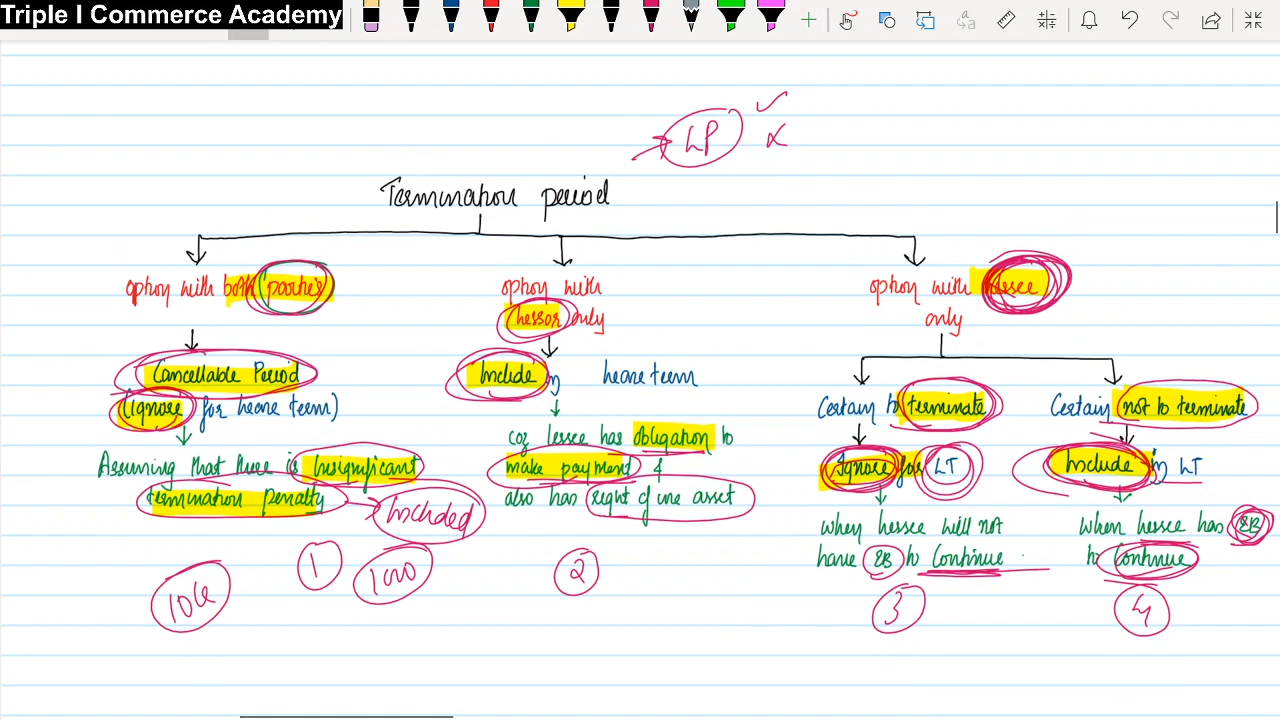 Triple I Commerce Academy
LP
Termination period
option with both parties
Cancellable Period
(ignore for lease term)
Assuming that there is insignificant
termination penalty
Included
10 Cr
1
1 cro
option with
lessor only
Include in lease term
coz lessee has obligation to
make payment &
also has right of use asset
2
option with lessee
only
Certain to terminate
Ignore for LT
when lessee will not
have EB to Continue
3
Certain not to terminate
Include in LT
when lessee has EB
to Continue
4